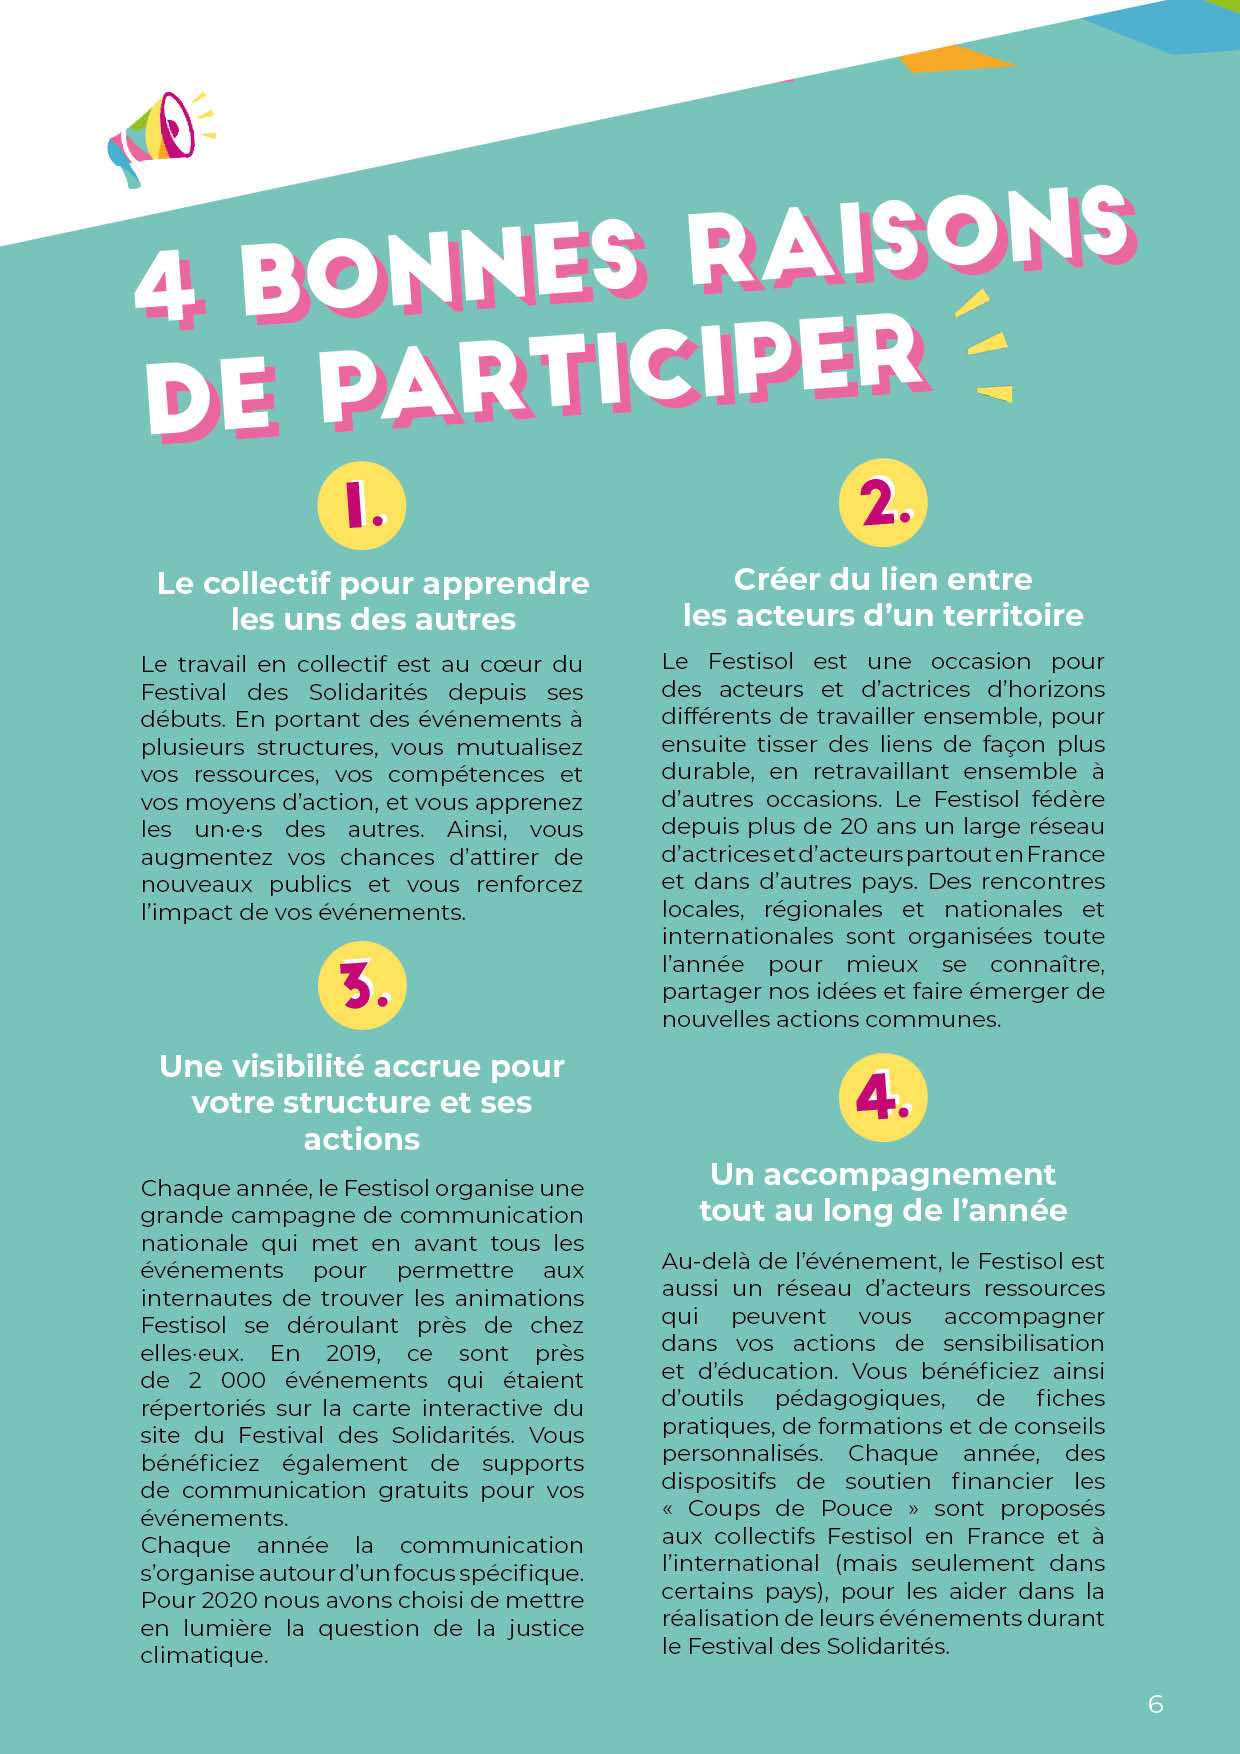 4 BONNES RAISONS
DE PARTICIPER
1.
Le collectif pour apprendre
les uns des autres
Le travail en collectif est au cœur du
Festival des Solidarités depuis ses
débuts. En portant des événements à
plusieurs structures, vous mutualisez
vos ressources, vos compétences et
vos moyens d’action, et vous apprenez
les un·e·s des autres. Ainsi, vous
augmentez vos chances d’attirer de
nouveaux publics et vous renforcez
l’impact de vos événements.
2.
Créer du lien entre
les acteurs d’un territoire
Le Festisol est une occasion pour
des acteurs et d’actrices d’horizons
différents de travailler ensemble, pour
ensuite tisser des liens de façon plus
durable, en retravaillant ensemble à
d’autres occasions. Le Festisol fédère
depuis plus de 20 ans un large réseau
d’actrices et d’acteurs partout en France
et dans d’autres pays. Des rencontres
locales, régionales et nationales et
internationales sont organisées toute
l’année pour mieux se connaître,
partager nos idées et faire émerger de
nouvelles actions communes.
3.
Une visibilité accrue pour
votre structure et ses
actions
Chaque année, le Festisol organise une
grande campagne de communication
nationale qui met en avant tous les
événements pour permettre aux
internautes de trouver les animations
Festisol se déroulant près de chez
elles·eux. En 2019, ce sont près
de 2 000 événements qui étaient
répertoriés sur la carte interactive du
site du Festival des Solidarités. Vous
bénéficiez également de supports
de communication gratuits pour vos
événements.
Chaque année la communication
s’organise autour d’un focus spécifique.
Pour 2020 nous avons choisi de mettre
en lumière la question de la justice
climatique.
4.
Un accompagnement
tout au long de l’année
Au-delà de l’événement, le Festisol est
aussi un réseau d’acteurs ressources
qui peuvent vous accompagner
dans vos actions de sensibilisation
et d’éducation. Vous bénéficiez ainsi
d’outils pédagogiques, de fiches
pratiques, de formations et de conseils
personnalisés. Chaque année, des
dispositifs de soutien financier les
« Coups de Pouce » sont proposés
aux collectifs Festisol en France et à
l’international (mais seulement dans
certains pays), pour les aider dans la
réalisation de leurs événements durant
le Festival des Solidarités.
6